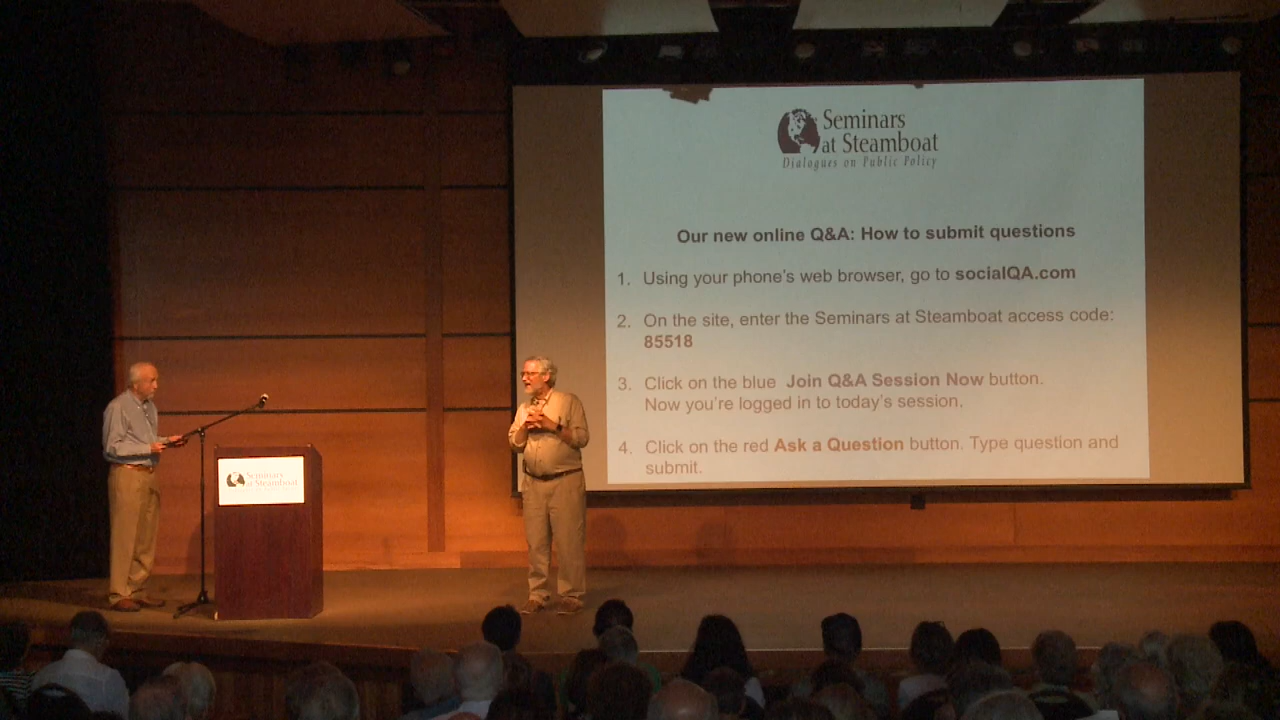 Seminars
at Steamboat
Dialogues on Public Policy
Our new online Q&A: How to submit questions
1. Using your phone's web browser, go to socialQA.com
2. On the site, enter the Seminars at Steamboat access code:
85518
3. Click on the blue Join Q&A Session Now button.
Now you're logged in to today's session.
4. Click on the red Ask a Question button. Type question and
submit.
Seminars
at Steamboat